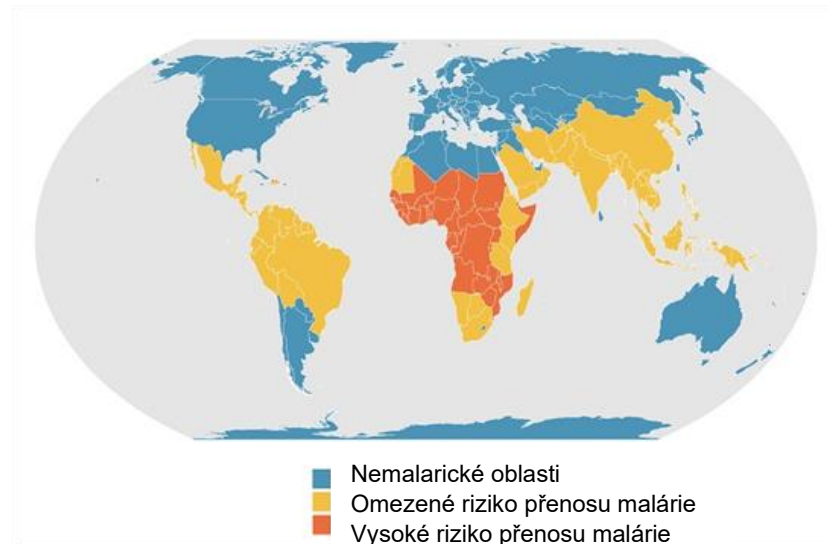 Nemalarické oblasti
Omezené riziko přenosu malárie
Vysoké riziko přenosu malárie